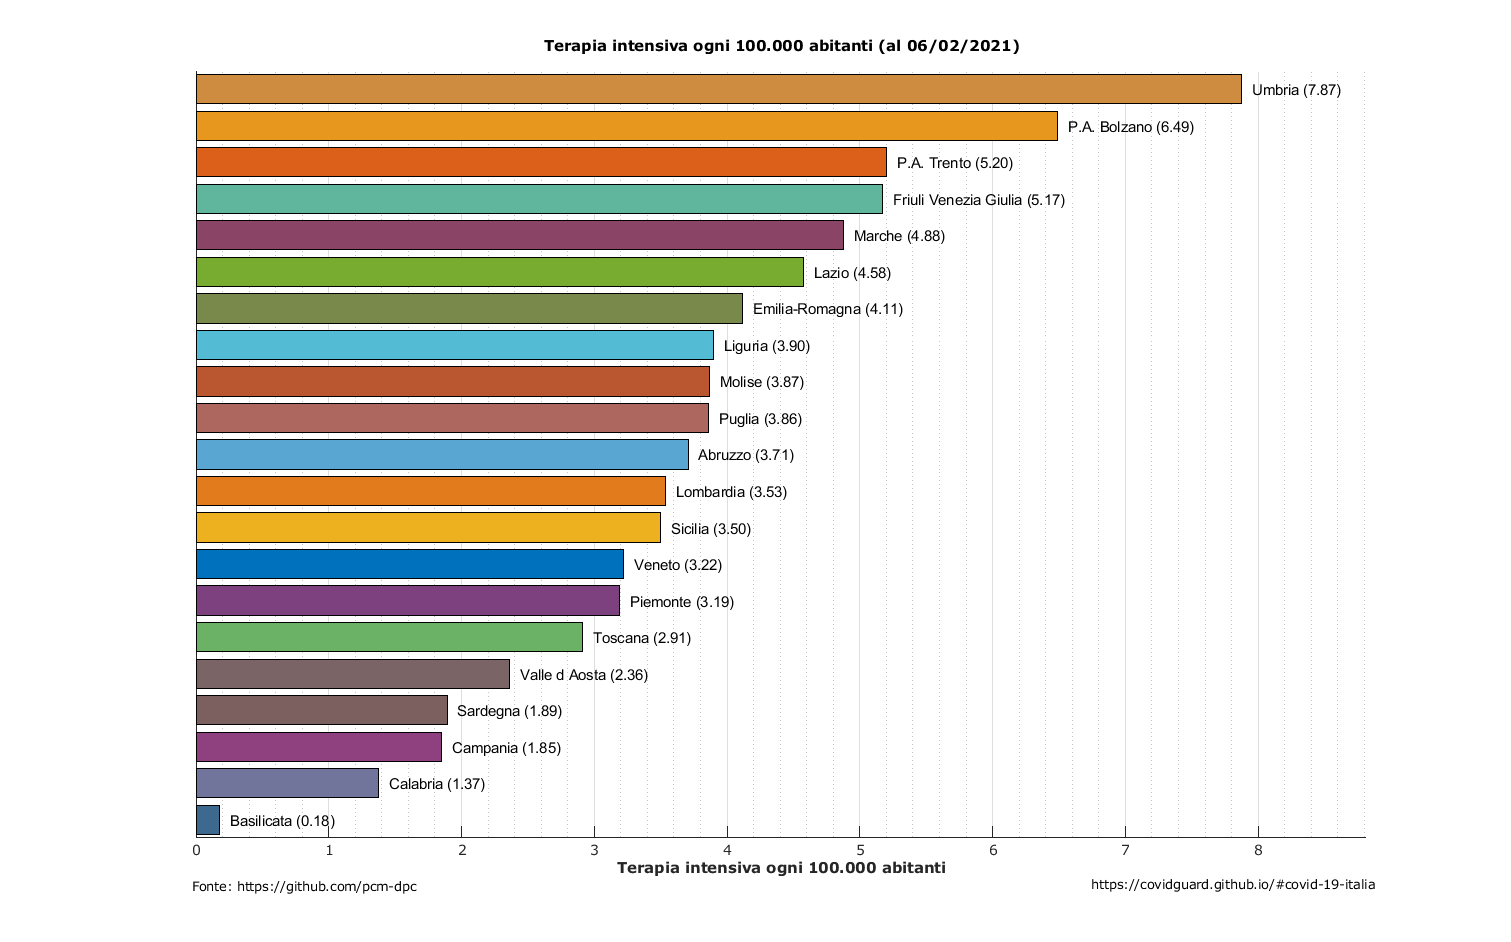 Terapia intensiva ogni 100.000 abitanti (al 06/02/2021)
Umbria (7.87)
P.A. Bolzano (6.49)
P.A. Trento (5.20)
Friuli Venezia Giulia (5.17)
Marche (4.88)
Lazio (4.58)
Emilia-Romagna (4.11)
Liguria (3.90)
Molise (3.87)
Puglia (3.86)
Abruzzo (3.71)
Lombardia (3.53)
Sicilia (3.50)
Veneto (3.22)
Piemonte (3.19)
Toscana (2.91)
Valle d Aosta (2.36)
Sardegna (1.89)
Campania (1.85)
Calabria (1.37)
Basilicata (0.18)
0 1 2 3 4 5 6 7 8
Terapia intensiva ogni 100.000 abitanti
Fonte: https://github.com/pcm-dpc
https://covidguard.github.io/#covid-19-italia